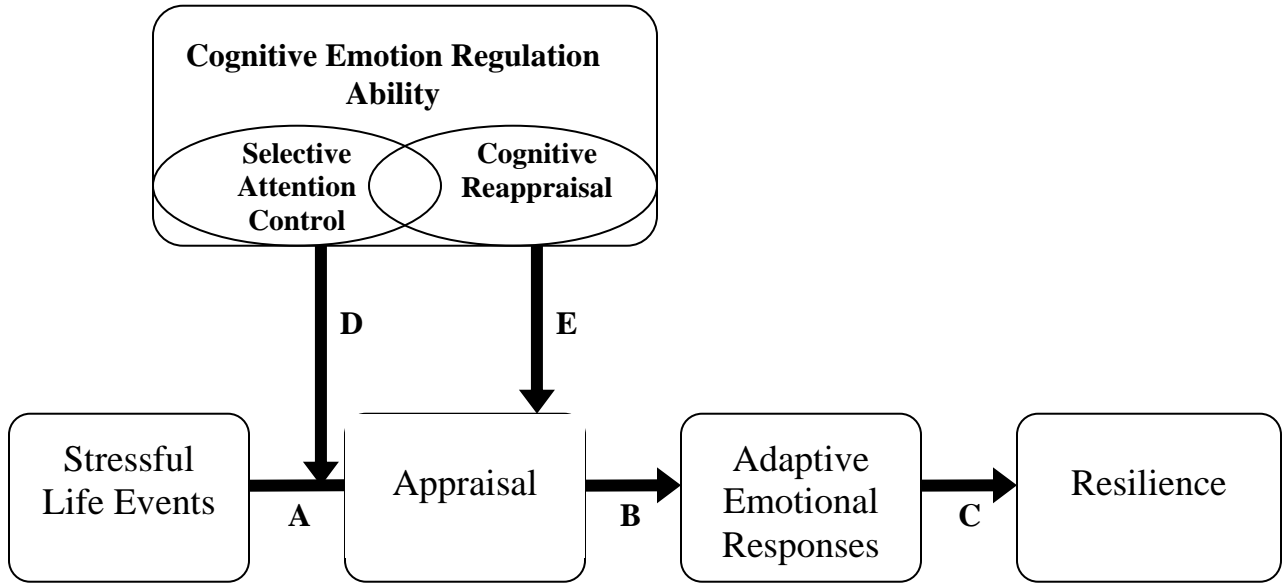 Cognitive Emotion Regulation
Ability
Selective
Attention
Control
Cognitive
Reappraisal
D
E
Stressful
Life Events
A
Appraisal
B
Adaptive
Emotional
Responses
C
Resilience